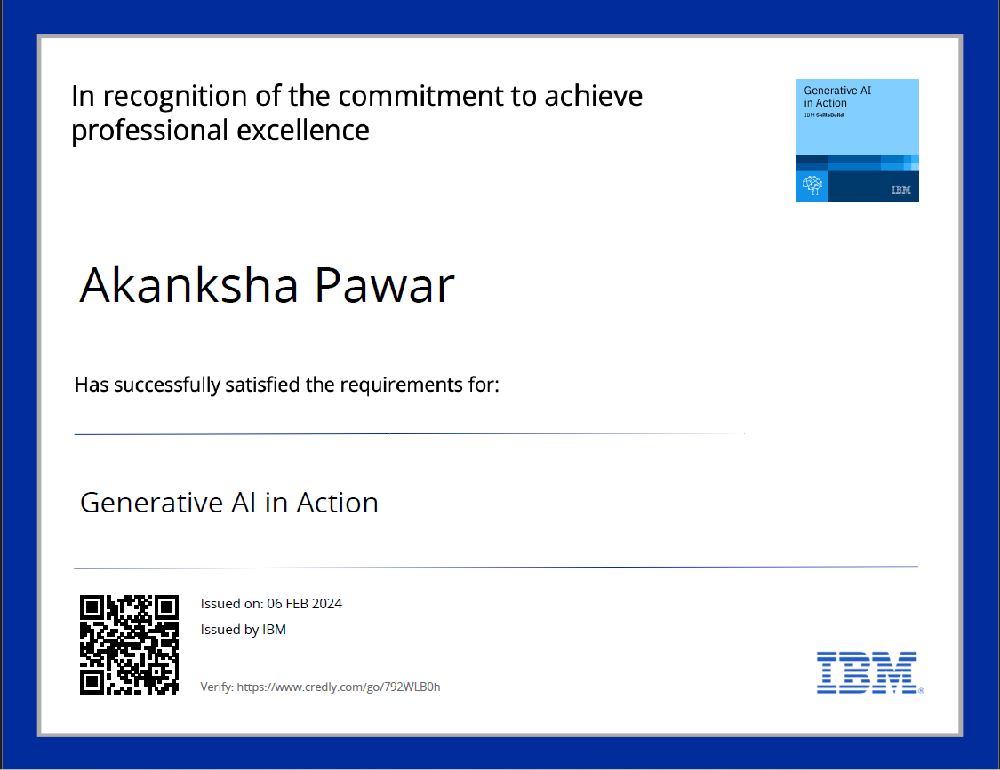 In recognition of the commitment to achieve
professional excellence
Generative AI
in Action
IBM SkillsBuild
IBM
Akanksha Pawar
Has successfully satisfied the requirements for:
Generative AI in Action
Issued on: 06 FEB 2024
Issued by IBM
Verify: https://www.credly.com/go/792WLB0h
IBM®